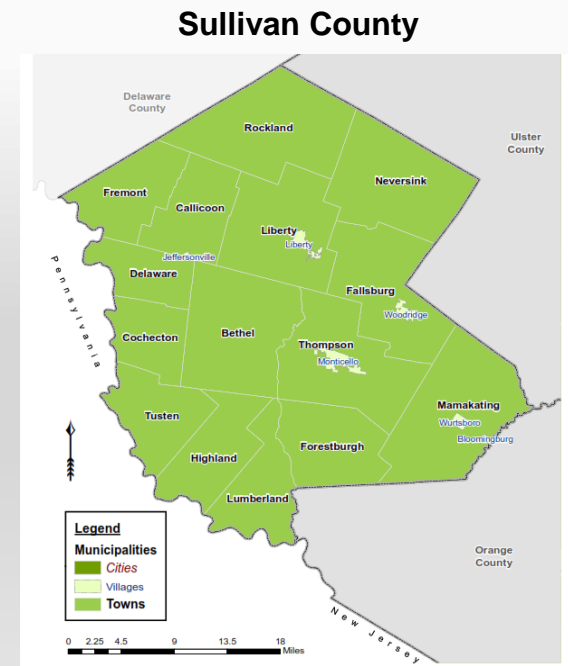 Sullivan County
Delaware
County
Rockland
Ulster
County
Neversink
Fremont
Callicoon
Liberty
Liberty
Jeffersonville
Delaware
Pennsylvania
Fallsburg
Woodridge
Bethel
Cochecton
Thompson
Monticello
Mamakating
Tusten
Wurtsboro
Bloomingburg
Forestburgh
Highland
Lumberland
Legend
Municipalities
Cities
Villages
Towns
Orange
County
New Jersey
0 2.25 4.5 9 13.5 18
Miles